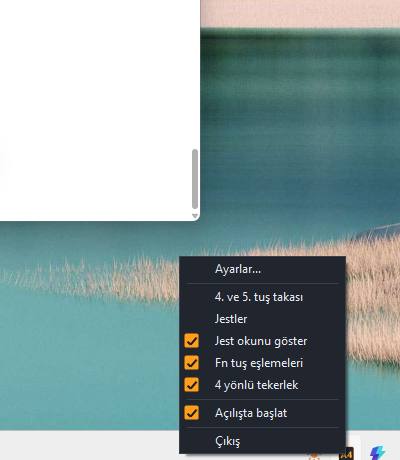 Ayarlar...
4. ve 5. tuş takası
Jestler
Jest okunu göster
Fn tuş eşlemeleri
4 yönlü tekerlek
Açılışta başlat
Çıkış
A4